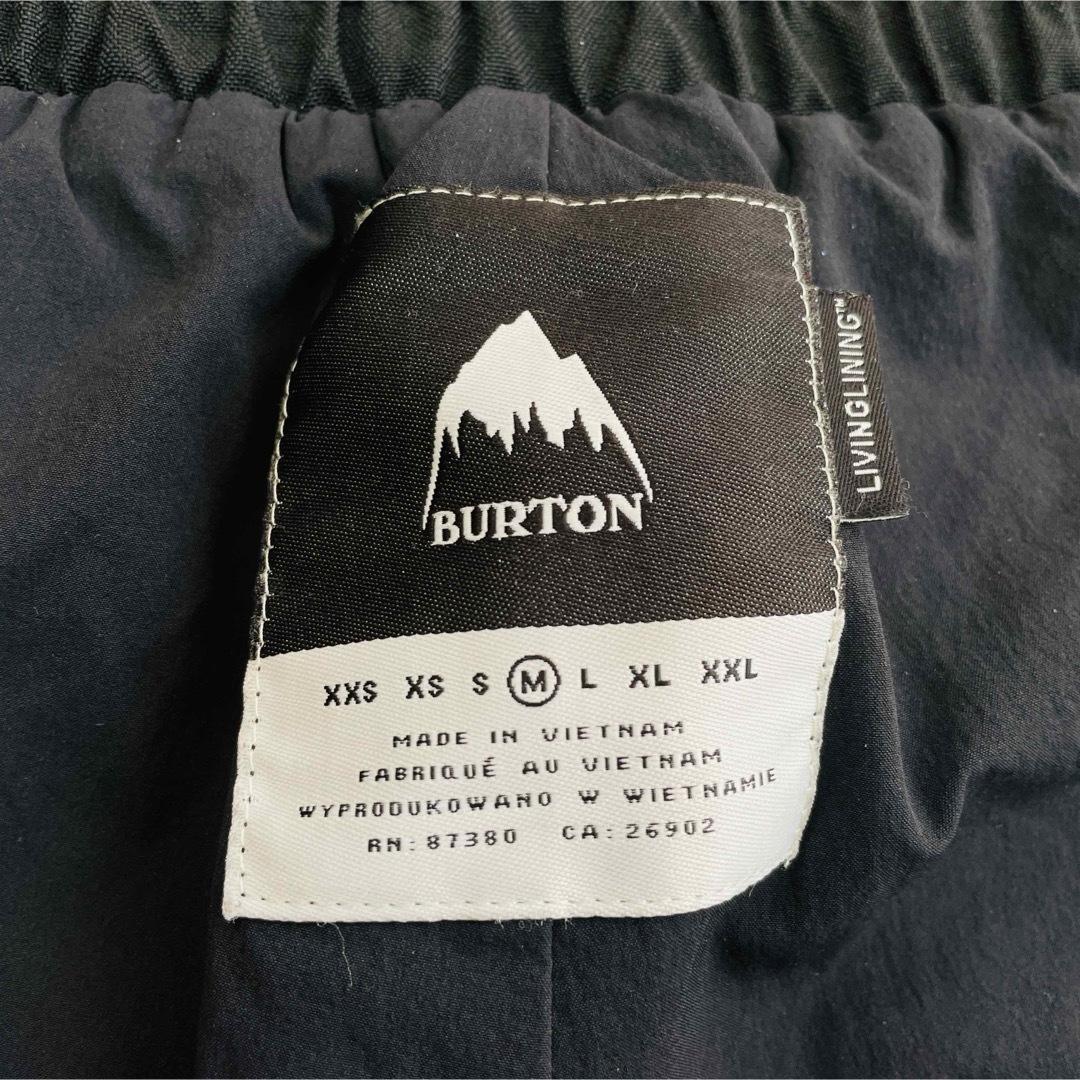 BURTON
LIVINGLINING™
XXS XS S M L XL XXL
MADE IN VIETNAM
FABRIQUÉ AU VIETNAM
WYPRODUKOWANO W WIETNAMIE
RN: 87380 CA: 26902